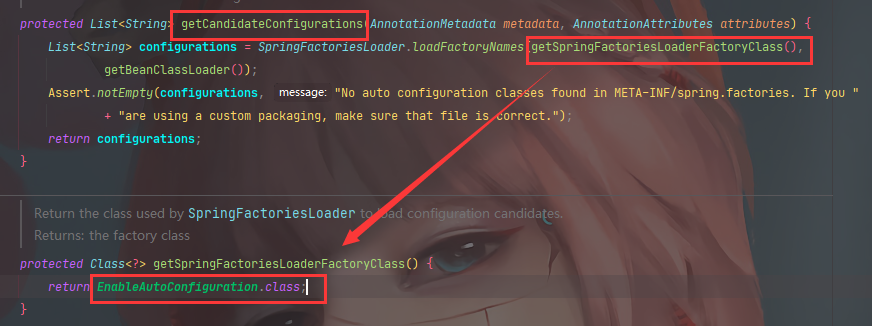 protected List<String> getCandidateConfigurations(AnnotationMetadata metadata, AnnotationAttributes attributes) {
List<String> configurations = SpringFactoriesLoader.loadFactoryNames(getSpringFactoriesLoaderFactoryClass(),
getBeanClassLoader());
Assert.notEmpty(configurations, message: "No auto configuration classes found in META-INF/spring.factories. If you "
+ "are using a custom packaging, make sure that file is correct.");
return configurations;
}
Return the class used by SpringFactoriesLoader to load configuration candidates.
Returns: the factory class
protected Class<?> getSpringFactoriesLoaderFactoryClass() {
return EnableAutoConfiguration.class;
}